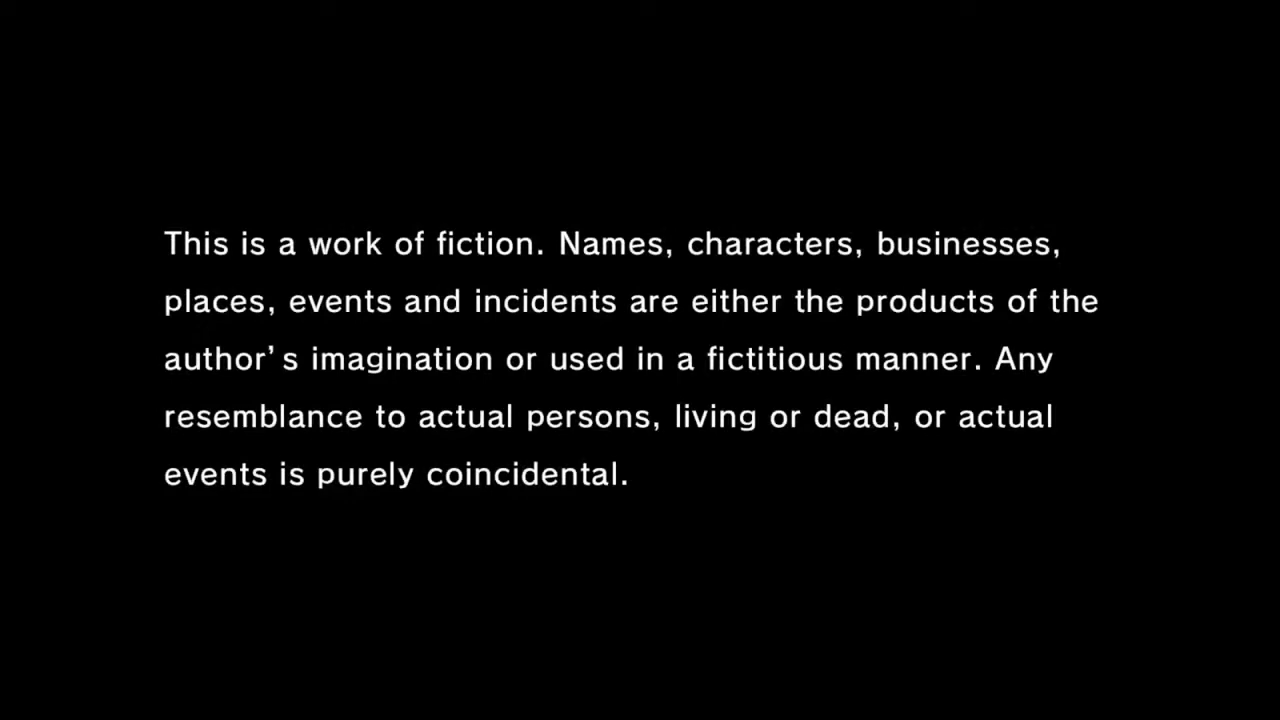 This is a work of fiction. Names, characters, businesses,
places, events and incidents are either the products of the
author’s imagination or used in a fictitious manner. Any
resemblance to actual persons, living or dead, or actual
events is purely coincidental.